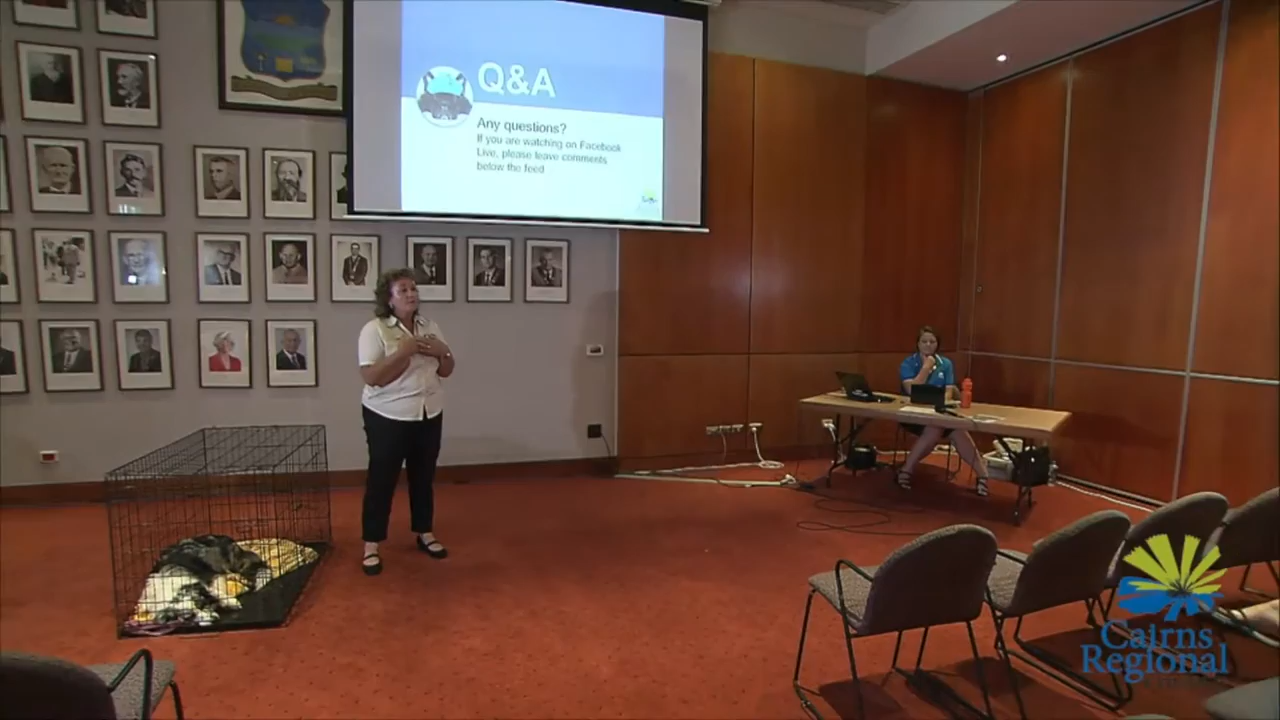 Q&A
Any questions?
If you are watching on Facebook
Live, please leave comments
below the feed
Cairns
Regional